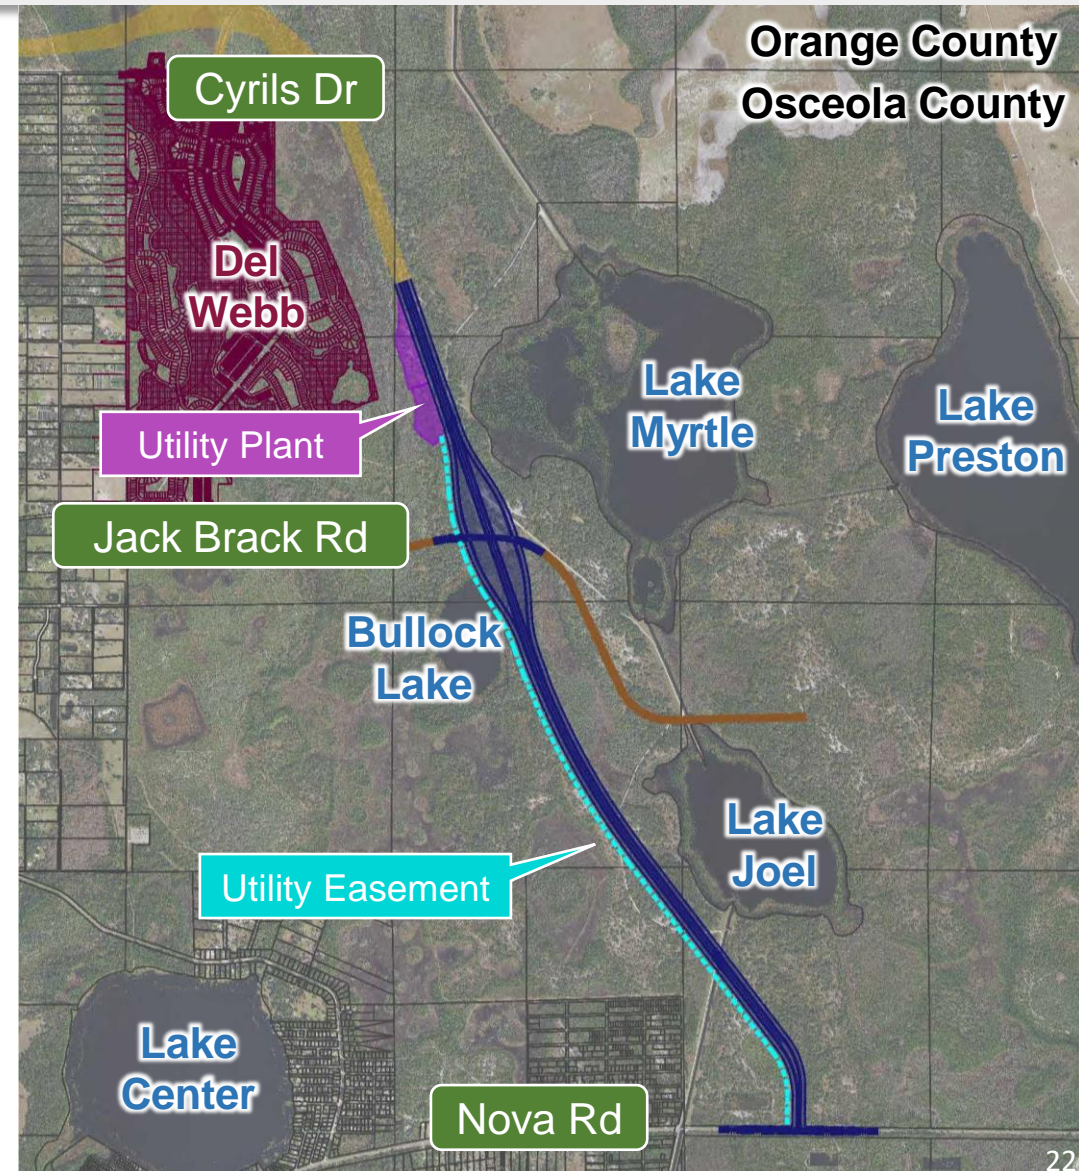 Orange County
Osceola County
Cyrils Dr
Del
Webb
Lake
Myrtle
Lake
Preston
Utility Plant
Jack Brack Rd
Bullock
Lake
Lake
Joel
Utility Easement
Lake
Center
Nova Rd
22